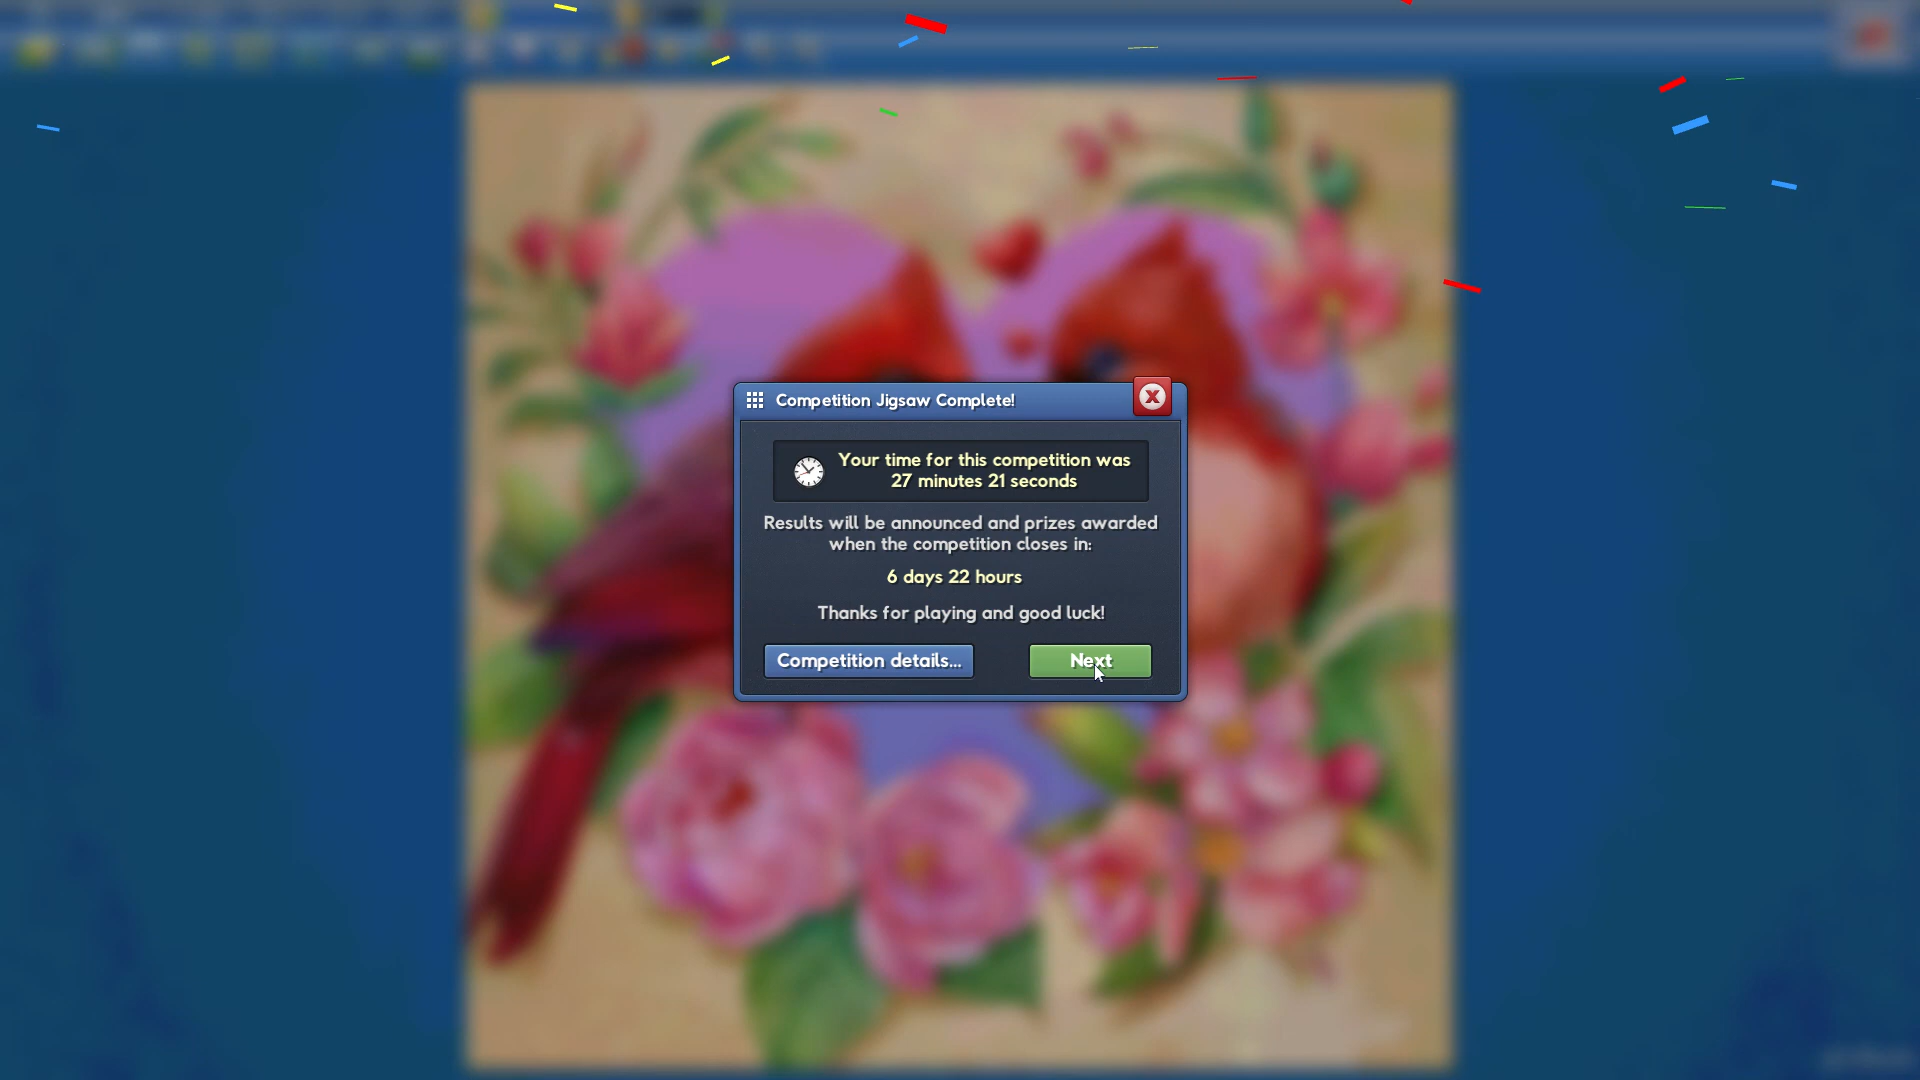 Competition Jigsaw Complete!
Your time for this competition was
27 minutes 21 seconds
Results will be announced and prizes awarded
when the competition closes in:
6 days 22 hours
Thanks for playing and good luck!
Competition details...
Next